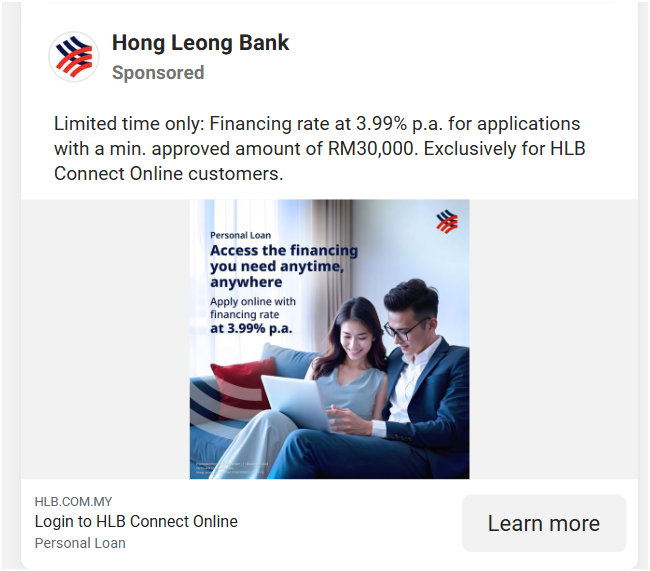 Hong Leong Bank
Sponsored
Limited time only: Financing rate at 3.99% p.a. for applications
with a min. approved amount of RM30,000. Exclusively for HLB
Connect Online customers.
Personal Loan
Access the financing
you need anytime,
anywhere
Apply online with
financing rate
at 3.99% p.a.
HLB.COM.MY
Login to HLB Connect Online
Personal Loan
Learn more